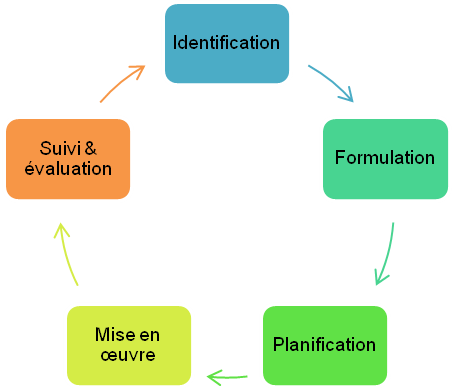 Identification
Formulation
Planification
Mise en
œuvre
Suivi &
évaluation